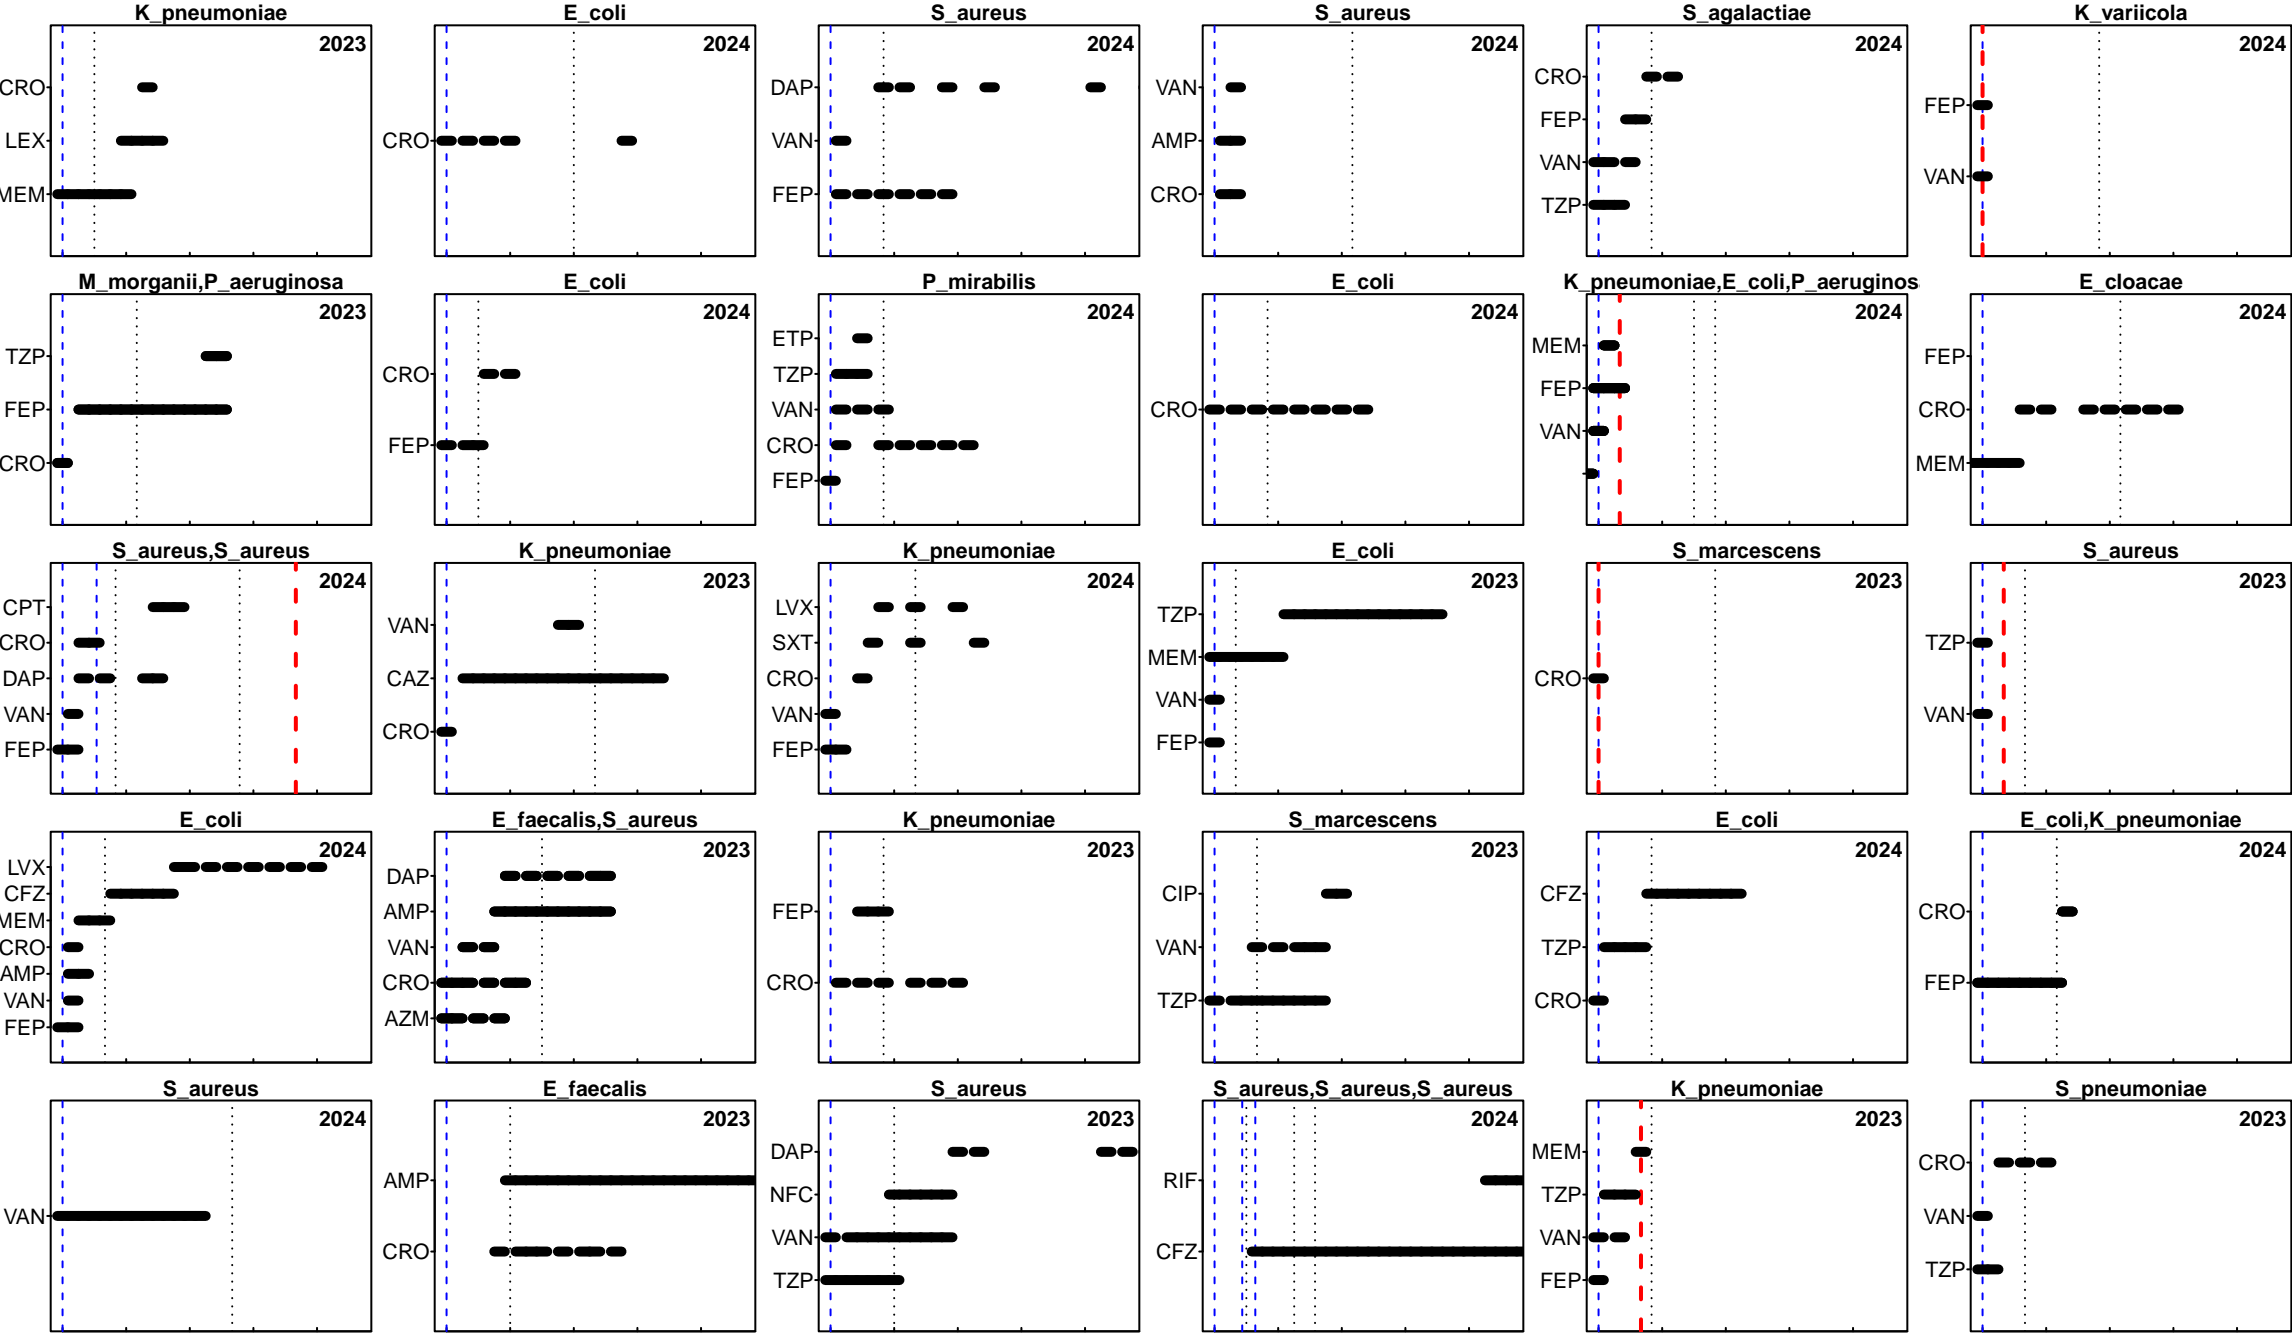 K_pneumoniae
2023
CRO
LEX
MEM
E_coli
2024
CRO
S_aureus
2024
DAP
VAN
FEP
S_aureus
2024
VAN
AMP
CRO
S_agalactiae
2024
CRO
FEP
VAN
TZP
K_variicola
2024
FEP
VAN
M_morganii,P_aeruginosa
2023
TZP
FEP
CRO
E_coli
2024
CRO
FEP
P_mirabilis
2024
ETP
TZP
VAN
CRO
FEP
E_coli
2024
CRO
K_pneumoniae,E_coli,P_aeruginos
2024
MEM
FEP
VAN
E_cloacae
2024
FEP
CRO
MEM
S_aureus,S_aureus
2024
CPT
CRO
DAP
VAN
FEP
K_pneumoniae
2023
VAN
CAZ
CRO
K_pneumoniae
2024
LVX
SXT
CRO
VAN
FEP
E_coli
2023
TZP
MEM
VAN
FEP
S_marcescens
2023
CRO
S_aureus
2023
TZP
VAN
E_coli
2024
LVX
CFZ
MEM
CRO
AMP
VAN
FEP
E_faecalis,S_aureus
2023
DAP
AMP
VAN
CRO
AZM
K_pneumoniae
2023
FEP
CRO
S_marcescens
2023
CIP
VAN
TZP
E_coli
2024
CFZ
TZP
CRO
E_coli,K_pneumoniae
2024
CRO
FEP
S_aureus
2024
VAN
E_faecalis
2023
AMP
CRO
S_aureus
2023
DAP
NFC
VAN
TZP
S_aureus,S_aureus,S_aureus
2024
RIF
CFZ
K_pneumoniae
2023
MEM
TZP
VAN
FEP
S_pneumoniae
2023
CRO
VAN
TZP